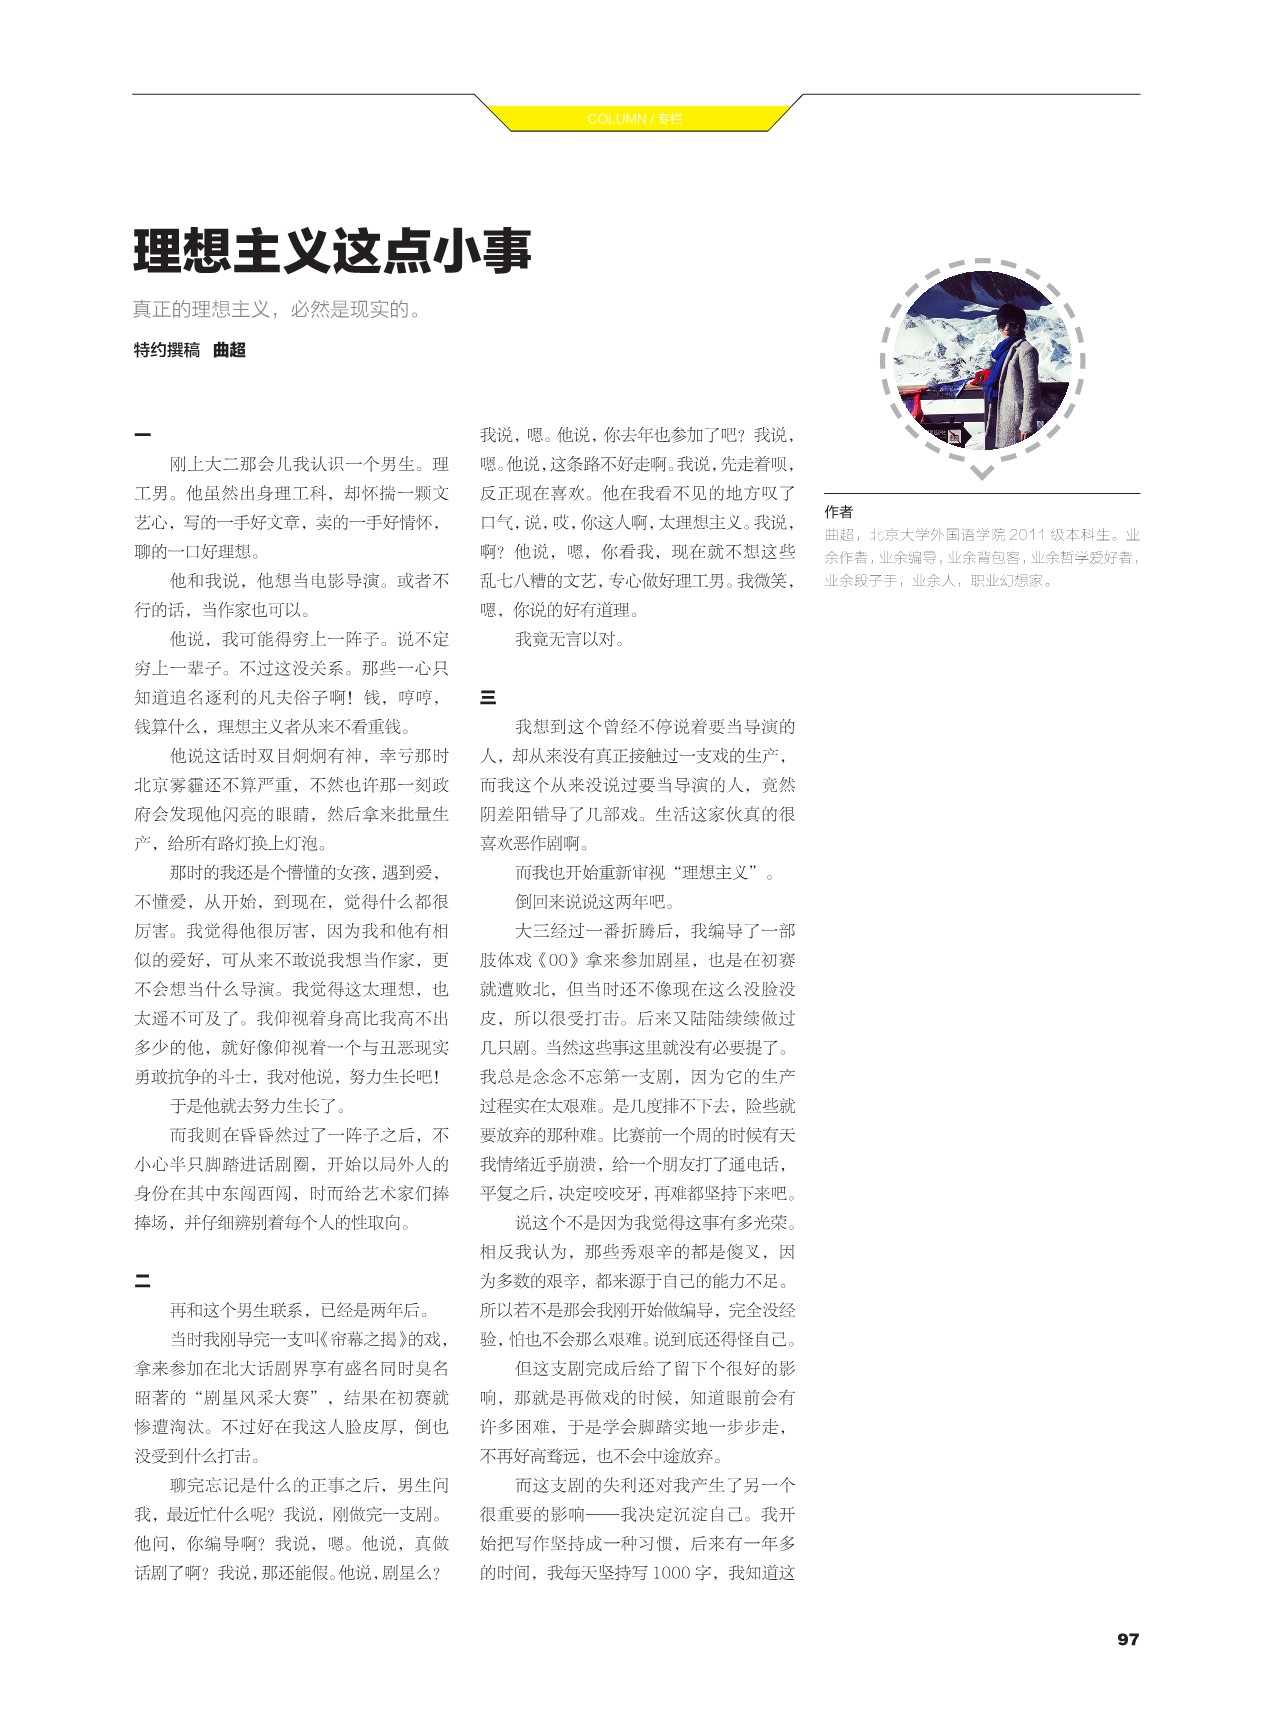 COLUMN / 专栏
理想主义这点小事
真正的理想主义，必然是现实的。
特约撰稿 曲超
一
刚上大二那会儿我认识一个男生。理
工男。他虽然出身理工科，却怀揣一颗文
艺心，写的一手好文章，卖的一手好情怀，
聊的一口好理想。
他和我说，他想当电影导演。或者不
行的话，当作家也可以。
他说，我可能得穷上一阵子。说不定
穷上一辈子。不过这没关系。那些一心只
知道追名逐利的凡夫俗子啊！钱，哼哼，
钱算什么，理想主义者从来不看重钱。
他说这话时双目炯炯有神，幸亏那时
北京雾霾还不算严重，不然也许那一刻政
府会发现他闪亮的眼睛，然后拿来批量生
产，给所有路灯换上灯泡。
那时的我还是个懵懂的女孩，遇到爱，
不懂爱，从开始，到现在，觉得什么都很
厉害。我觉得他很厉害，因为我和他有相
似的爱好，可从来不敢说我想当作家，更
不会想当什么导演。我觉得这太理想，也
太遥不可及了。我仰视着身高比我高不出
多少的他，就好像仰视着一个与丑恶现实
勇敢抗争的斗士，我对他说，努力生长吧！
于是他就去努力生长了。
而我则在昏昏然过了一阵子之后，不
小心半只脚踏进话剧圈，开始以局外人的
身份在其中东闯西闯，时而给艺术家们捧
捧场，并仔细辨别着每个人的性取向。
二
再和这个男生联系，已经是两年后。
当时我刚导完一支叫《帘幕之揭》的戏，
拿来参加在北大话剧界享有盛名同时臭名
昭著的“剧星风采大赛”，结果在初赛就
惨遭淘汰。不过好在我这人脸皮厚，倒也
没受到什么打击。
聊完忘记是什么的正事之后，男生问
我，最近忙什么呢？我说，刚做完一支剧。
他问，你编导啊？我说，嗯。他说，真做
话剧了啊？我说，那还能假。他说，剧星么？
我说，嗯。他说，你去年也参加了吧？我说，
嗯。他说，这条路不好走啊。我说，先走着呗，
反正现在喜欢。他在我看不见的地方叹了
口气，说，哎，你这人啊，太理想主义。我说，
啊？他说，嗯，你看我，现在就不想这些
乱七八糟的文艺，专心做好理工男。我微笑，
嗯，你说的好有道理。
我竟无言以对。
三
我想到这个曾经不停说着要当导演的
人，却从来没有真正接触过一支戏的生产，
而我这个从来没说过要当导演的人，竟然
阴差阳错导了几部戏。生活这家伙真的很
喜欢恶作剧啊。
而我也开始重新审视“理想主义”。
倒回来说说这两年吧。
大三经过一番折腾后，我编导了一部
肢体戏《00》拿来参加剧星，也是在初赛
就遭败北，但当时还不像现在这么没脸没
皮，所以很受打击。后来又陆陆续续做过
几只剧。当然这些事这里就没有必要提了。
我总是念念不忘第一支剧，因为它的生产
过程实在太艰难。是几度排不下去，险些就
要放弃的那种难。比赛前一个周的时候有天
我情绪近乎崩溃，给一个朋友打了通电话，
平复之后，决定咬咬牙，再难都坚持下来吧。
说这个不是因为我觉得这事有多光荣。
相反我认为，那些秀艰辛的都是傻叉，因
为多数的艰辛，都来源于自己的能力不足。
所以若不是那会我刚开始做编导，完全没经
验，怕也不会那么艰难。说到底还得怪自己。
但这支剧完成后给了留下个很好的影
响，那就是再做戏的时候，知道眼前会有
许多困难，于是学会脚踏实地一步步走，
不再好高骛远，也不会中途放弃。
而这支剧的失利还对我产生了另一个
很重要的影响——我决定沉淀自己。我开
始把写作坚持成一种习惯，后来有一年多
的时间，我每天坚持写 1000 字，我知道这
作者
曲超，北京大学外国语学院 2011 级本科生。业
余作者，业余编导，业余背包客，业余哲学爱好者，
业余段子手，业余人，职业幻想家。
97